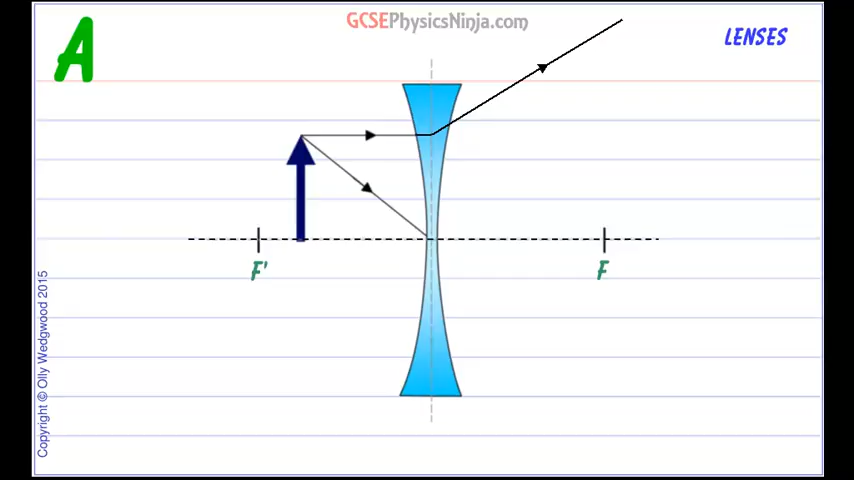 GCSEPhysicsNinja.com
A
LENSES
F'
F
Copyright © Olly Wedgwood 2015